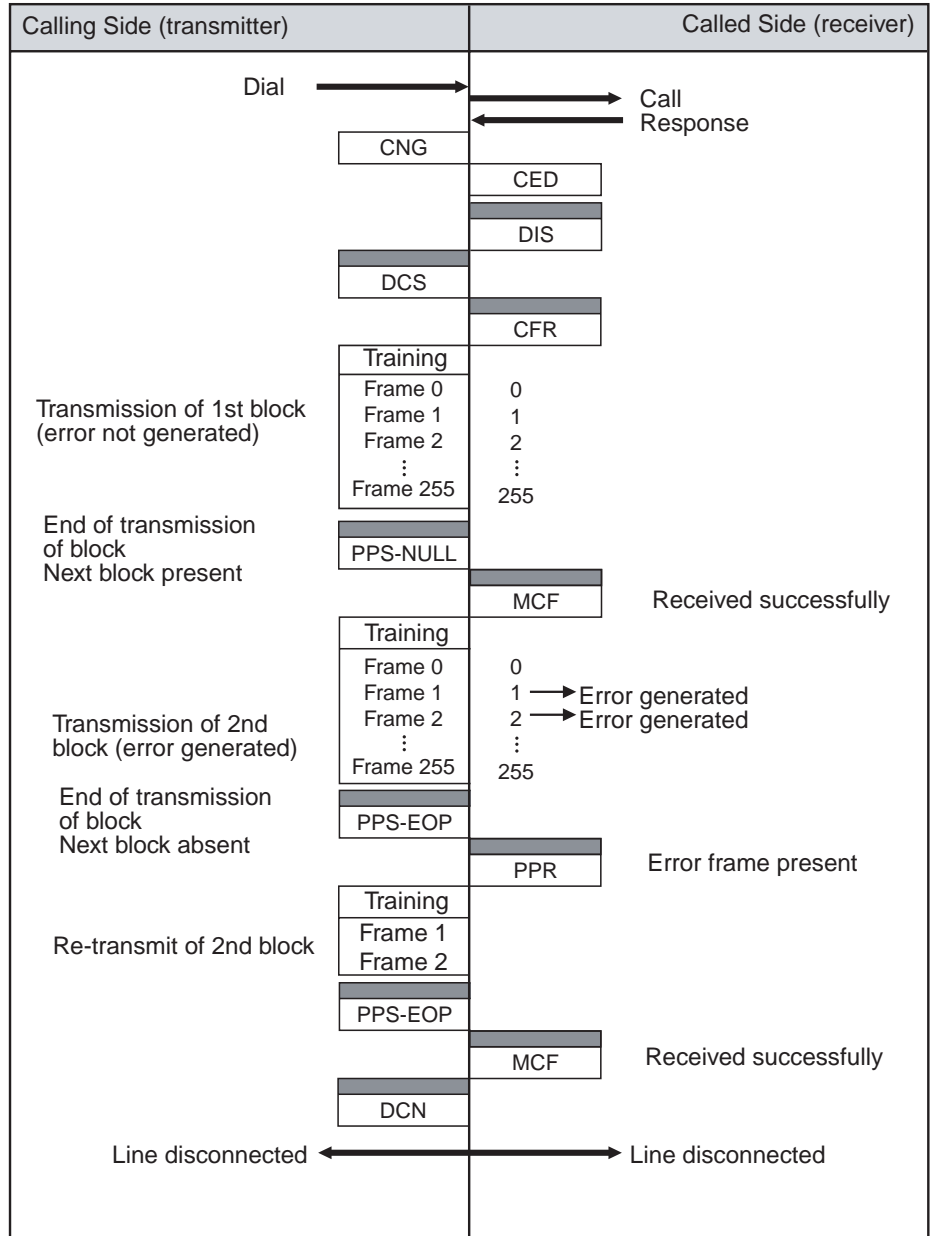 Calling Side (transmitter)
Called Side (receiver)
Dial
Call
Response
CNG
CED
DIS
DCS
CFR
Training
Transmission of 1st block
(error not generated)
Frame 0
Frame 1
Frame 2
⋮
Frame 255
0
1
2
⋮
255
End of transmission
of block
Next block present
PPS-NULL
MCF
Received successfully
Training
Transmission of 2nd
block (error generated)
Frame 0
Frame 1
Frame 2
⋮
Frame 255
0
1
Error generated
2
Error generated
⋮
255
End of transmission
of block
Next block absent
PPS-EOP
PPR
Error frame present
Training
Re-transmit of 2nd block
Frame 1
Frame 2
PPS-EOP
MCF
Received successfully
DCN
Line disconnected
Line disconnected